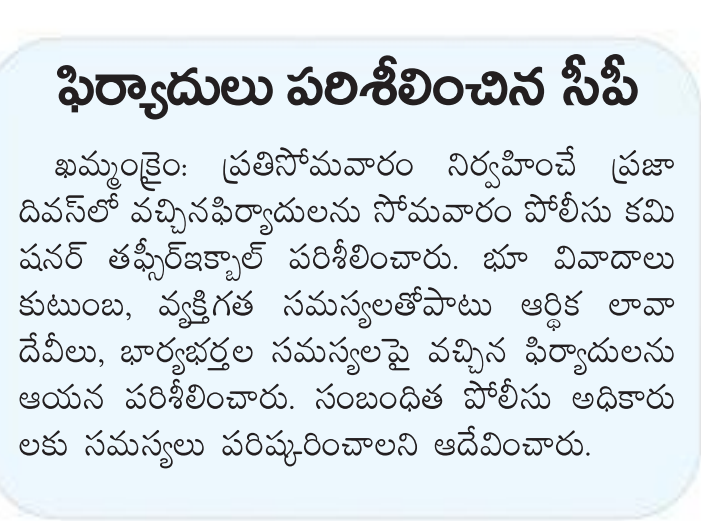 ఫిర్యాదులు పరిశీలించిన సీపీ
ఖమ్మంక్రైం: ప్రతిసోమవారం నిర్వహించే ప్రజా
దివస్‌లో వచ్చినఫిర్యాదులను సోమవారం పోలీసు కమి
షనర్ తఫ్సీర్‌ఇక్బాల్ పరిశీలించారు. భూ వివాదాలు
కుటుంబ, వ్యక్తిగత సమస్యలతోపాటు ఆర్థిక లావా
దేవీలు, భార్యభర్తల సమస్యలపై వచ్చిన ఫిర్యాదులను
ఆయన పరిశీలించారు. సంబంధిత పోలీసు అధికారు
లకు సమస్యలు పరిష్కరించాలని ఆదేవించారు.